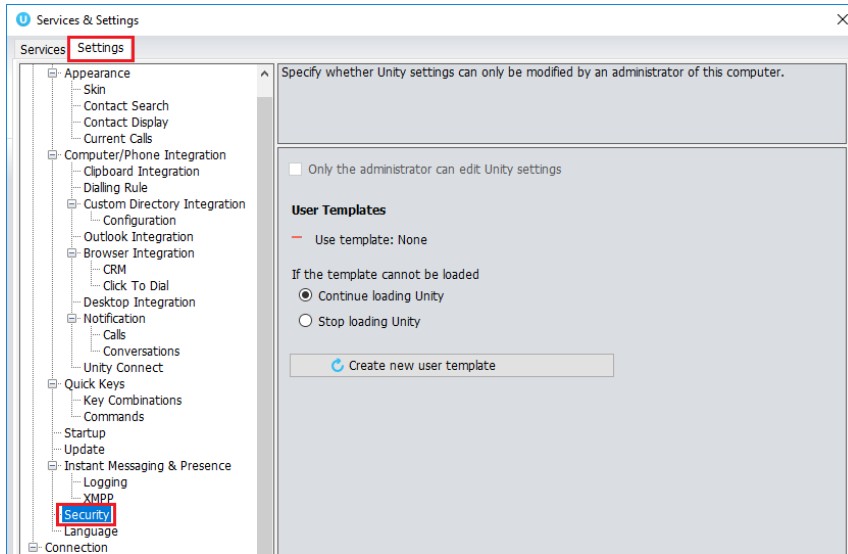 Services & Settings
Services
Settings
Appearance
Skin
Contact Search
Contact Display
Current Calls
Computer/Phone Integration
Clipboard Integration
Dialling Rule
Custom Directory Integration
Configuration
Outlook Integration
Browser Integration
CRM
Click To Dial
Desktop Integration
Notification
Calls
Conversations
Unity Connect
Quick Keys
Key Combinations
Commands
Startup
Update
Instant Messaging & Presence
Logging
XMPP
Security
Language
Connection
Specify whether Unity settings can only be modified by an administrator of this computer.
Only the administrator can edit Unity settings
User Templates
Use template: None
If the template cannot be loaded
Continue loading Unity
Stop loading Unity
Create new user template